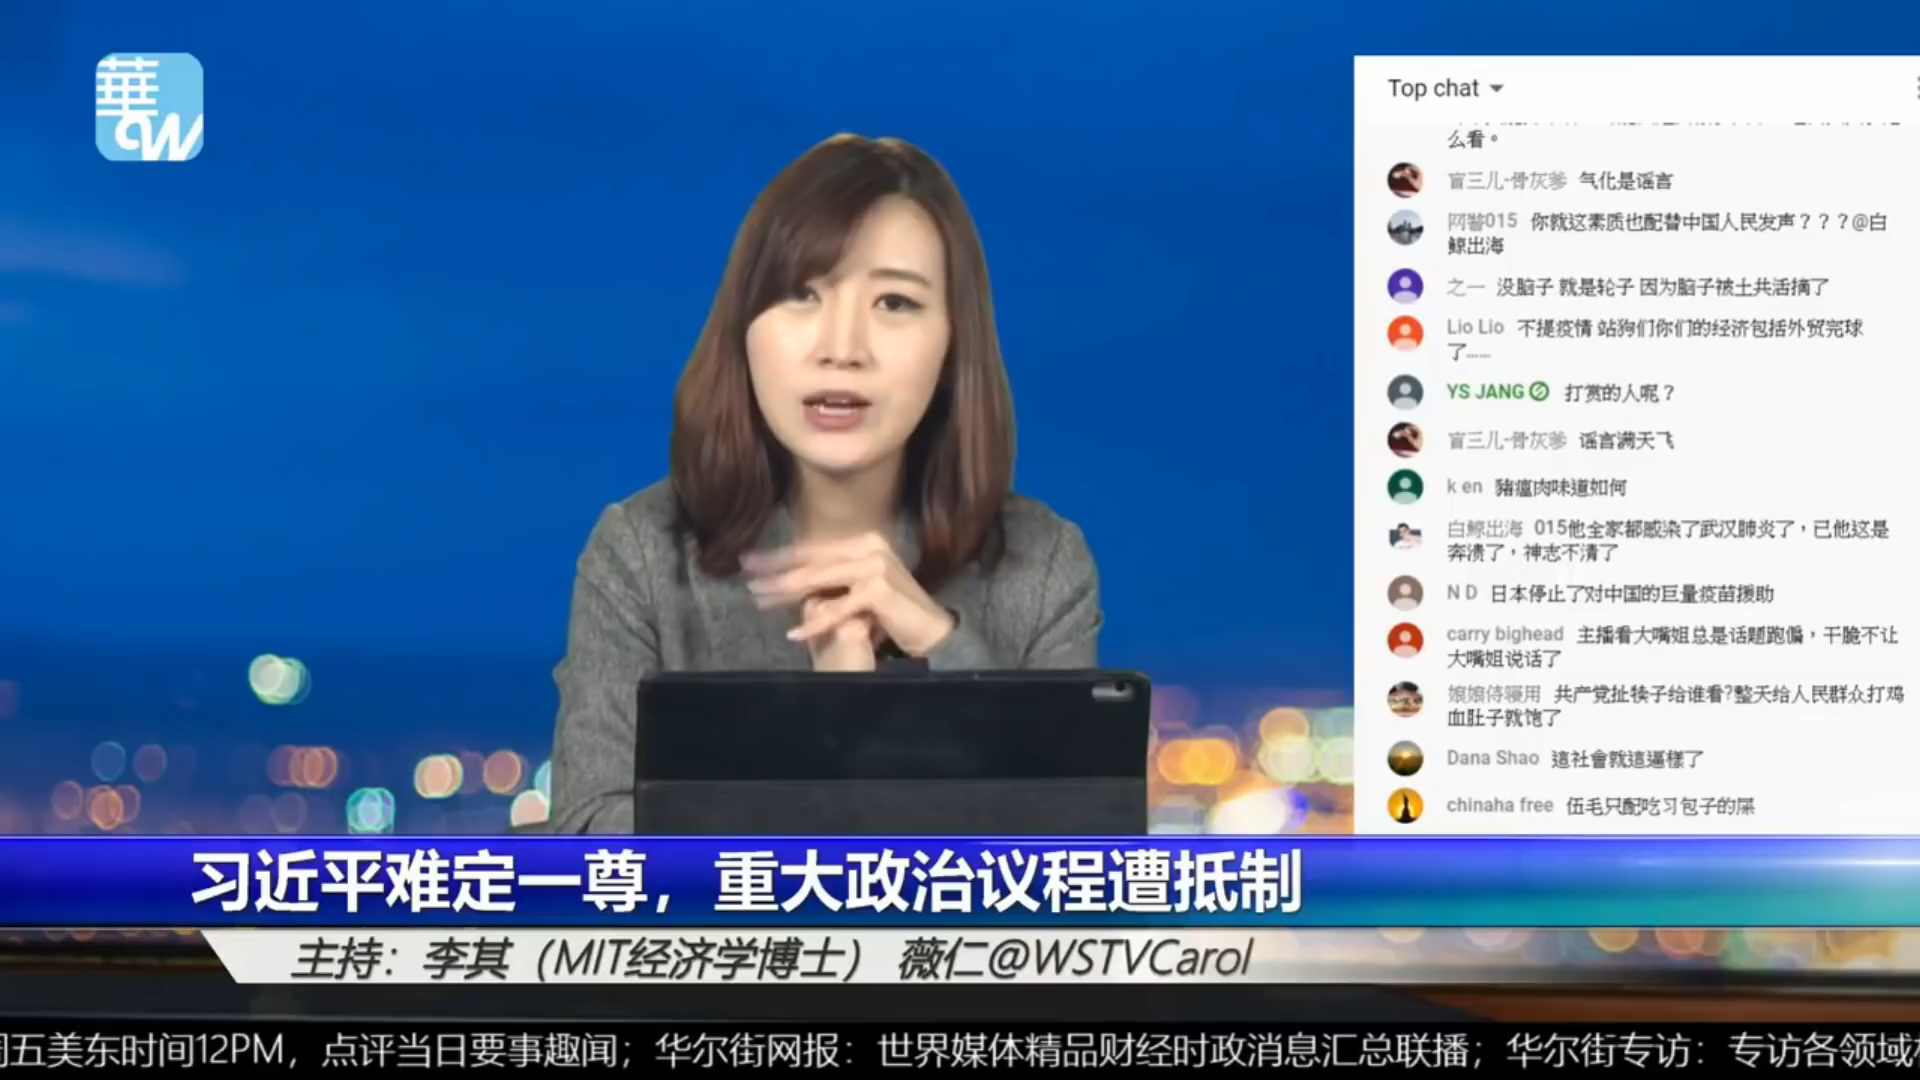 華
W
Top chat
么看。
盲三儿-骨灰爹 气化是谣言
网警015 你就这素质也配替中国人民发声？？？@白
鲸出海
之一 没脑子 就是轮子 因为脑子被土共活摘了
Lio Lio 不提疫情 站狗们你们的经济包括外贸完球
了......
YS JANG 打赏的人呢？
盲三儿-骨灰爹 谣言满天飞
k en 豬瘟肉味道如何
白鲸出海 015他全家都感染了武汉肺炎了，已他这是
奔溃了，神志不清了
N D 日本停止了对中国的巨量疫苗援助
carry bighead 主播看大嘴姐总是话题跑偏，干脆不让
大嘴姐说话了
娘娘侍寝用 共产党扯犊子给谁看?整天给人民群众打鸡
血肚子就饱了
Dana Shao 這社會就這逼樣了
chinaha free 伍毛只配吃习包子的屎
习近平难定一尊，重大政治议程遭抵制
主持：李其（MIT经济学博士） 薇仁@WSTVCarol
周五美东时间12PM，点评当日要事趣闻；华尔街网报：世界媒体精品财经时政消息汇总联播；华尔街专访：专访各领域